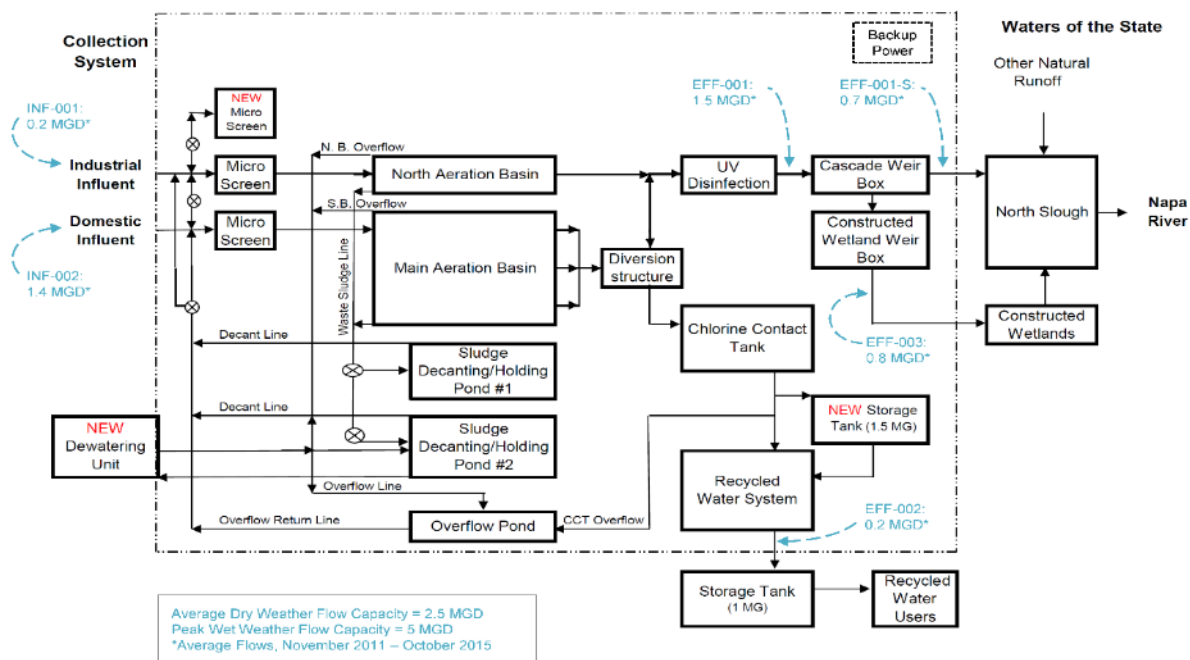 Collection
System
Backup
Power
Waters of the State
Other Natural
Runoff
INF-001:
0.2 MGD*
NEW
Micro
Screen
EFF-001:
1.5 MGD*
EFF-001-S:
0.7 MGD*
Industrial
Influent
Micro
Screen
N. B. Overflow
North Aeration Basin
UV
Disinfection
Cascade Weir
Box
North Slough
Napa
River
Domestic
Influent
Micro
Screen
S.B. Overflow
Main Aeration Basin
Diversion
structure
Constructed
Wetland Weir
Box
INF-002:
1.4 MGD*
Waste Sludge Line
Chlorine Contact
Tank
EFF-003:
0.8 MGD*
Constructed
Wetlands
Decant Line
Sludge
Decanting/Holding
Pond #1
Decant Line
Sludge
Decanting/Holding
Pond #2
NEW Storage
Tank (1.5 MG)
NEW
Dewatering
Unit
Recycled
Water System
Overflow Line
Overflow Return Line
Overflow Pond
CCT Overflow
EFF-002:
0.2 MGD*
Storage Tank
(1 MG)
Recycled
Water
Users
Average Dry Weather Flow Capacity = 2.5 MGD
Peak Wet Weather Flow Capacity = 5 MGD
*Average Flows, November 2011 – October 2015